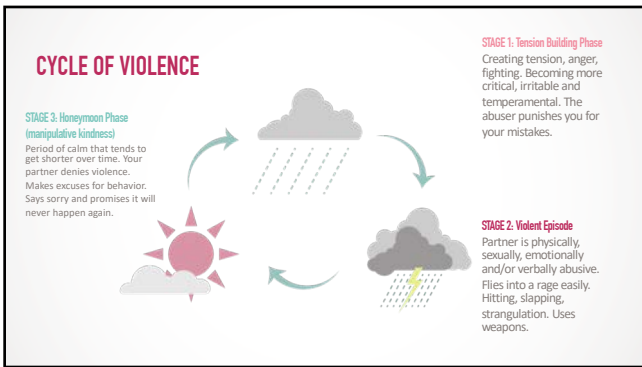 CYCLE OF VIOLENCE
STAGE 1: Tension Building Phase
Creating tension, anger,
fighting. Becoming more
critical, irritable and
temperamental. The
abuser punishes you for
your mistakes.
STAGE 2: Violent Episode
Partner is physically,
sexually, emotionally
and/or verbally abusive.
Flies into a rage easily.
Hitting, slapping,
strangulation. Uses
weapons.
STAGE 3: Honeymoon Phase
(manipulative kindness)
Period of calm that tends to
get shorter over time. Your
partner denies violence.
Makes excuses for behavior.
Says sorry and promises it will
never happen again.